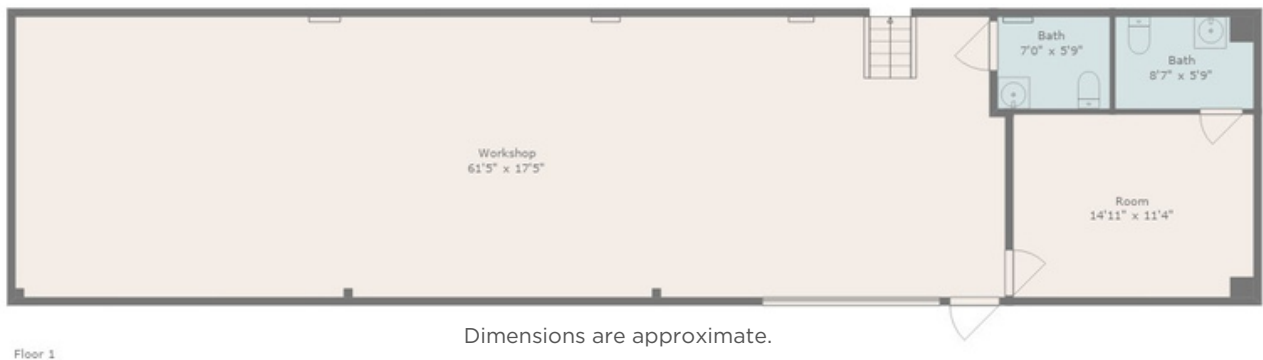 Bath
7'0" x 5'9"
Bath
8'7" x 5'9"
Workshop
61'5" x 17'5"
Room
14'11" x 11'4"
Dimensions are approximate.
Floor 1